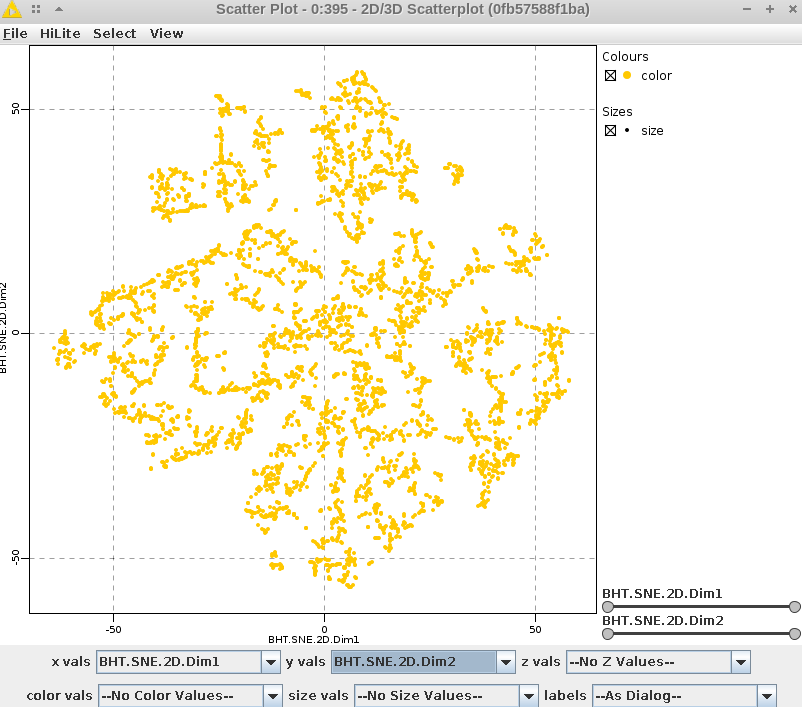 Scatter Plot - 0:395 - 2D/3D Scatterplot (0fb57588f1ba)
File HiLite Select View
Colours
color
Sizes
size
50
0
-50
BHT.SNE.2D.Dim2
-50 0 50
BHT.SNE.2D.Dim1
BHT.SNE.2D.Dim1
BHT.SNE.2D.Dim2
x vals BHT.SNE.2D.Dim1 y vals BHT.SNE.2D.Dim2 z vals --No Z Values--
color vals --No Color Values-- size vals --No Size Values-- labels --As Dialog--